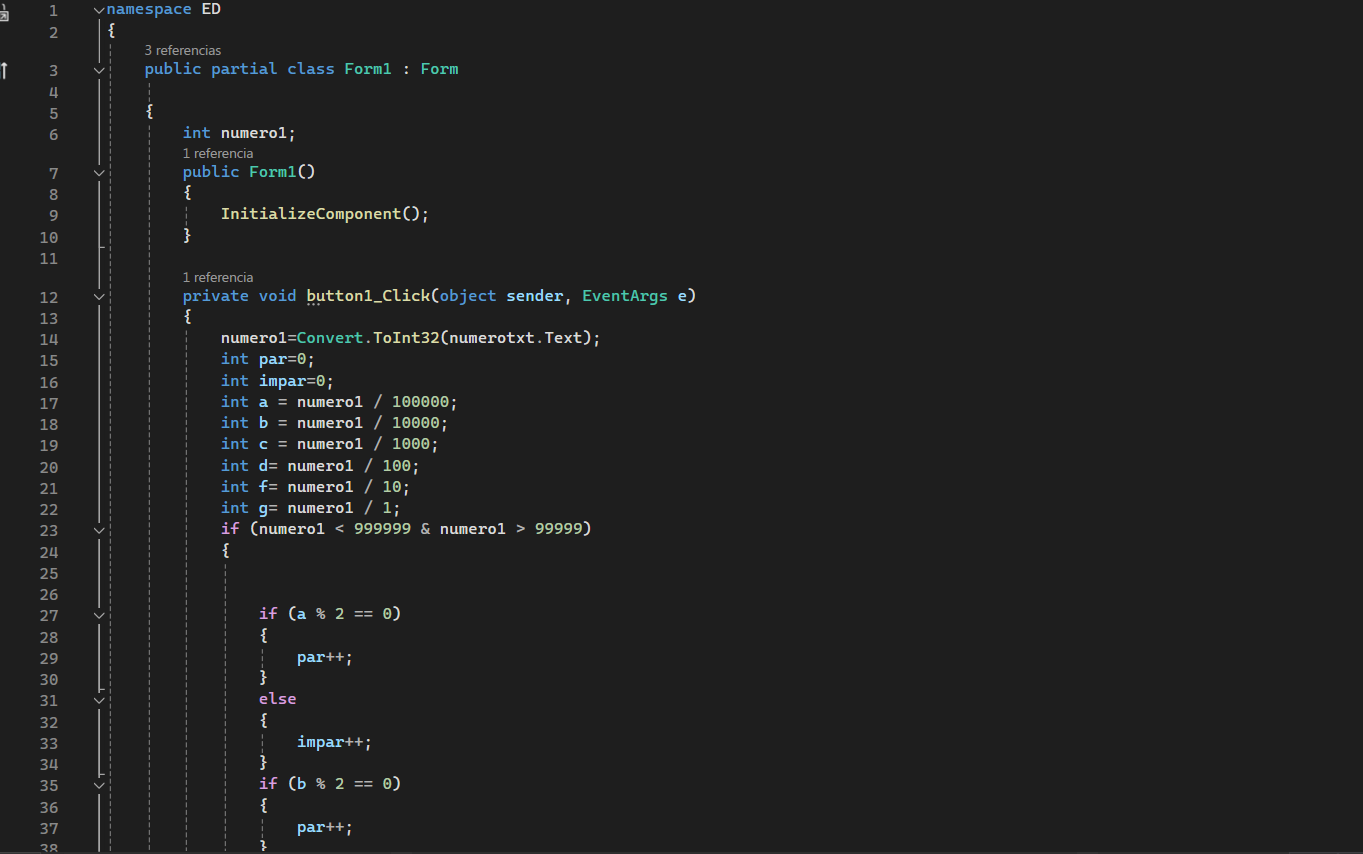 1 namespace ED
2 {
3 referencias
3 public partial class Form1 : Form
4
5 {
6 int numero1;
1 referencia
7 public Form1()
8 {
9 InitializeComponent();
10 }
11
1 referencia
12 private void button1_Click(object sender, EventArgs e)
13 {
14 numero1=Convert.ToInt32(numerotxt.Text);
15 int par=0;
16 int impar=0;
17 int a = numero1 / 100000;
18 int b = numero1 / 10000;
19 int c = numero1 / 1000;
20 int d= numero1 / 100;
21 int f= numero1 / 10;
22 int g= numero1 / 1;
23 if (numero1 < 999999 & numero1 > 99999)
24 {
25
26
27 if (a % 2 == 0)
28 {
29 par++;
30 }
31 else
32 {
33 impar++;
34 }
35 if (b % 2 == 0)
36 {
37 par++;
38 }